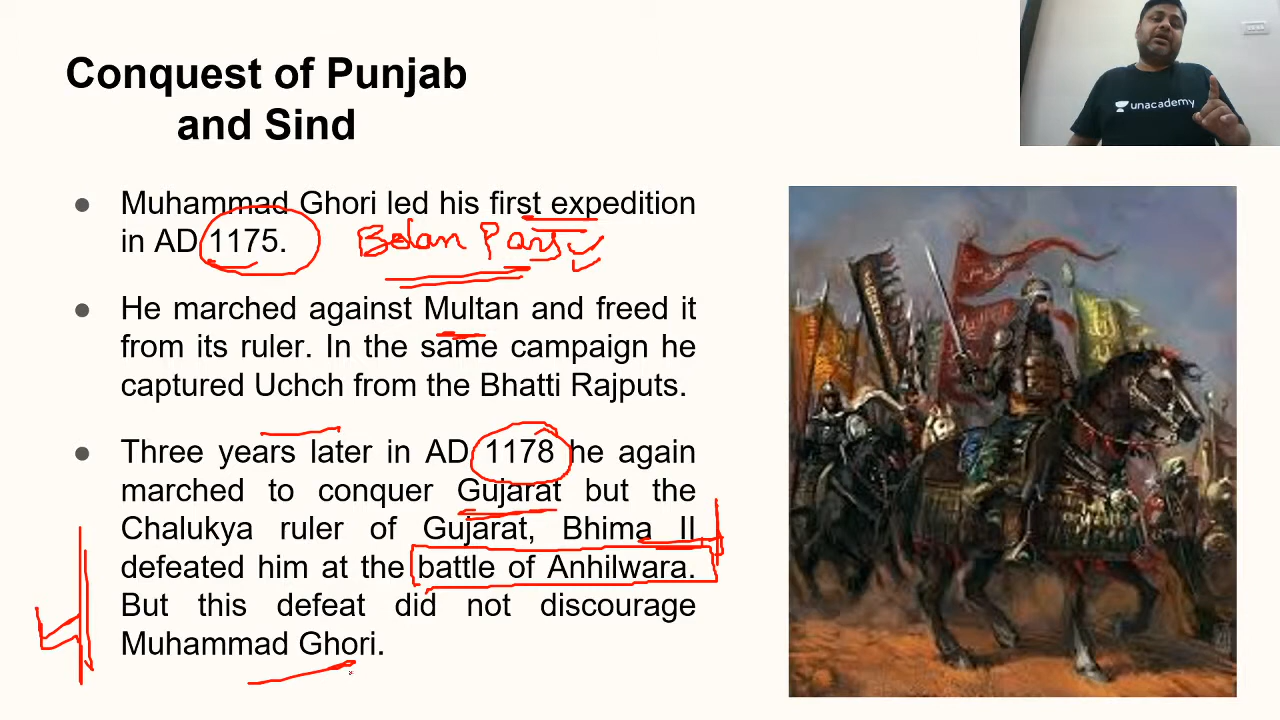 Conquest of Punjab
and Sind
unacademy
● Muhammad Ghori led his first expedition
in AD 1175. Bolan Pass
● He marched against Multan and freed it
from its ruler. In the same campaign he
captured Uchch from the Bhatti Rajputs.
● Three years later in AD 1178 he again
marched to conquer Gujarat but the
Chalukya ruler of Gujarat, Bhima II
defeated him at the battle of Anhilwara.
But this defeat did not discourage
Muhammad Ghori.